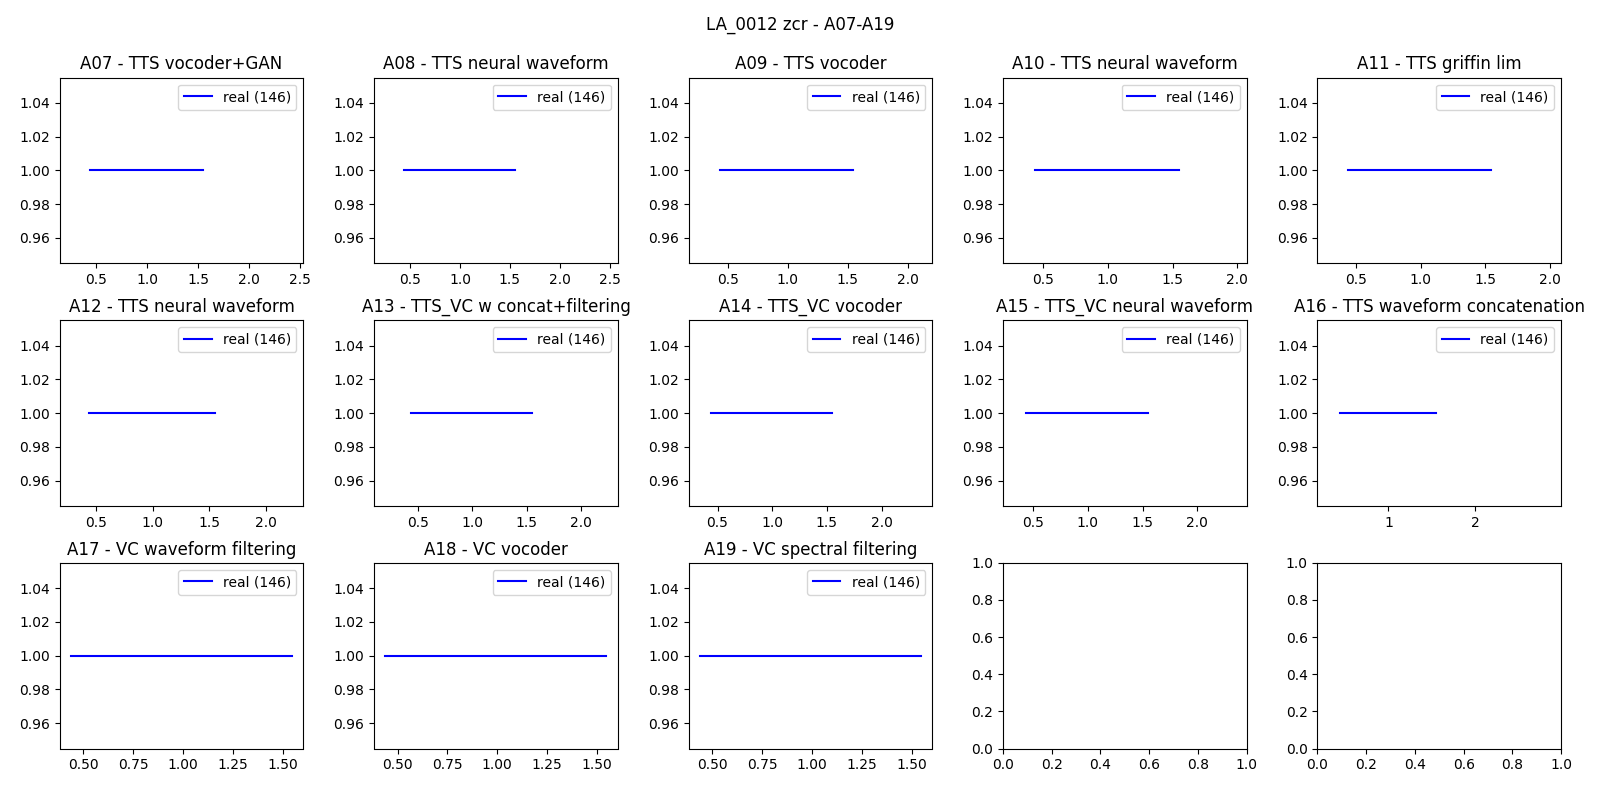 LA_0012 zcr - A07-A19
A07 - TTS vocoder+GAN
A08 - TTS neural waveform
A09 - TTS vocoder
A10 - TTS neural waveform
A11 - TTS griffin lim
1.04 real (146) 1.04 real (146) 1.04 real (146) 1.04 real (146) 1.04 real (146)
1.02 1.02 1.02 1.02 1.02
1.00 1.00 1.00 1.00 1.00
0.98 0.98 0.98 0.98 0.98
0.96 0.96 0.96 0.96 0.96
0.5 1.0 1.5 2.0 2.5 0.5 1.0 1.5 2.0 2.5 0.5 1.0 1.5 2.0 0.5 1.0 1.5 2.0 0.5 1.0 1.5 2.0
A12 - TTS neural waveform
A13 - TTS_VC w concat+filtering
A14 - TTS_VC vocoder
A15 - TTS_VC neural waveform
A16 - TTS waveform concatenation
1.04 real (146) 1.04 real (146) 1.04 real (146) 1.04 real (146) 1.04 real (146)
1.02 1.02 1.02 1.02 1.02
1.00 1.00 1.00 1.00 1.00
0.98 0.98 0.98 0.98 0.98
0.96 0.96 0.96 0.96 0.96
0.5 1.0 1.5 2.0 0.5 1.0 1.5 2.0 0.5 1.0 1.5 2.0 0.5 1.0 1.5 2.0 1 2
A17 - VC waveform filtering
A18 - VC vocoder
A19 - VC spectral filtering
1.04 real (146) 1.04 real (146) 1.04 real (146) 1.0 1.0
1.02 1.02 1.02 0.8 0.8
1.00 1.00 1.00 0.6 0.6
0.98 0.98 0.98 0.4 0.4
0.96 0.96 0.96 0.2 0.2
0.0 0.0
0.50 0.75 1.00 1.25 1.50 0.50 0.75 1.00 1.25 1.50 0.50 0.75 1.00 1.25 1.50 0.0 0.2 0.4 0.6 0.8 1.0 0.0 0.2 0.4 0.6 0.8 1.0